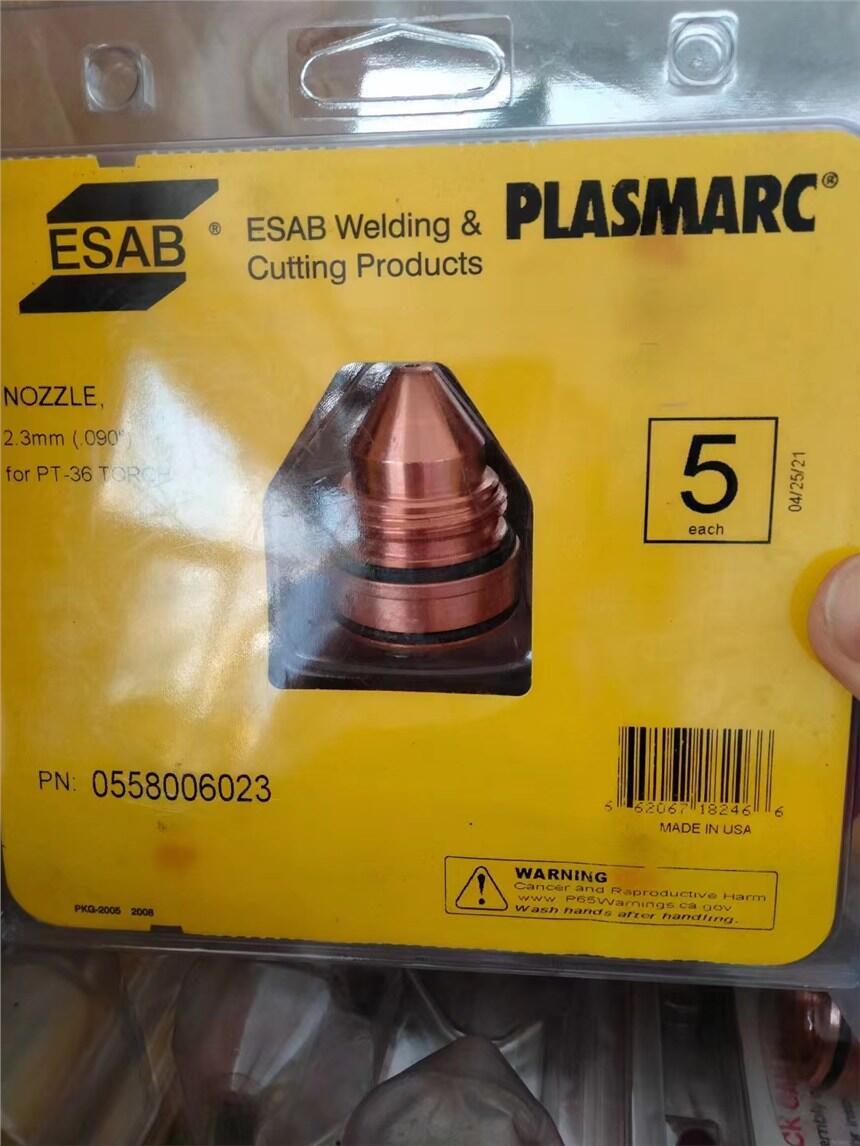 ESAB®
ESAB Welding &
Cutting Products
PLASMARC®
NOZZLE,
2.3mm (.090")
for PT-36 TORCH
5
each
04/25/21
PN: 0558006023
6 62067 18246 6
MADE IN USA
WARNING
Cancer and Reproductive Harm
www P65Warnings.ca gov
Wash hands after handling.
PKG-2005 2008